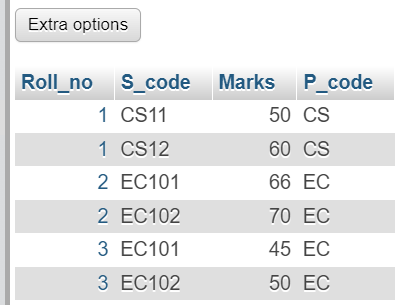 Extra options
Roll_no S_code Marks P_code
1 CS11 50 CS
1 CS12 60 CS
2 EC101 66 EC
2 EC102 70 EC
3 EC101 45 EC
3 EC102 50 EC